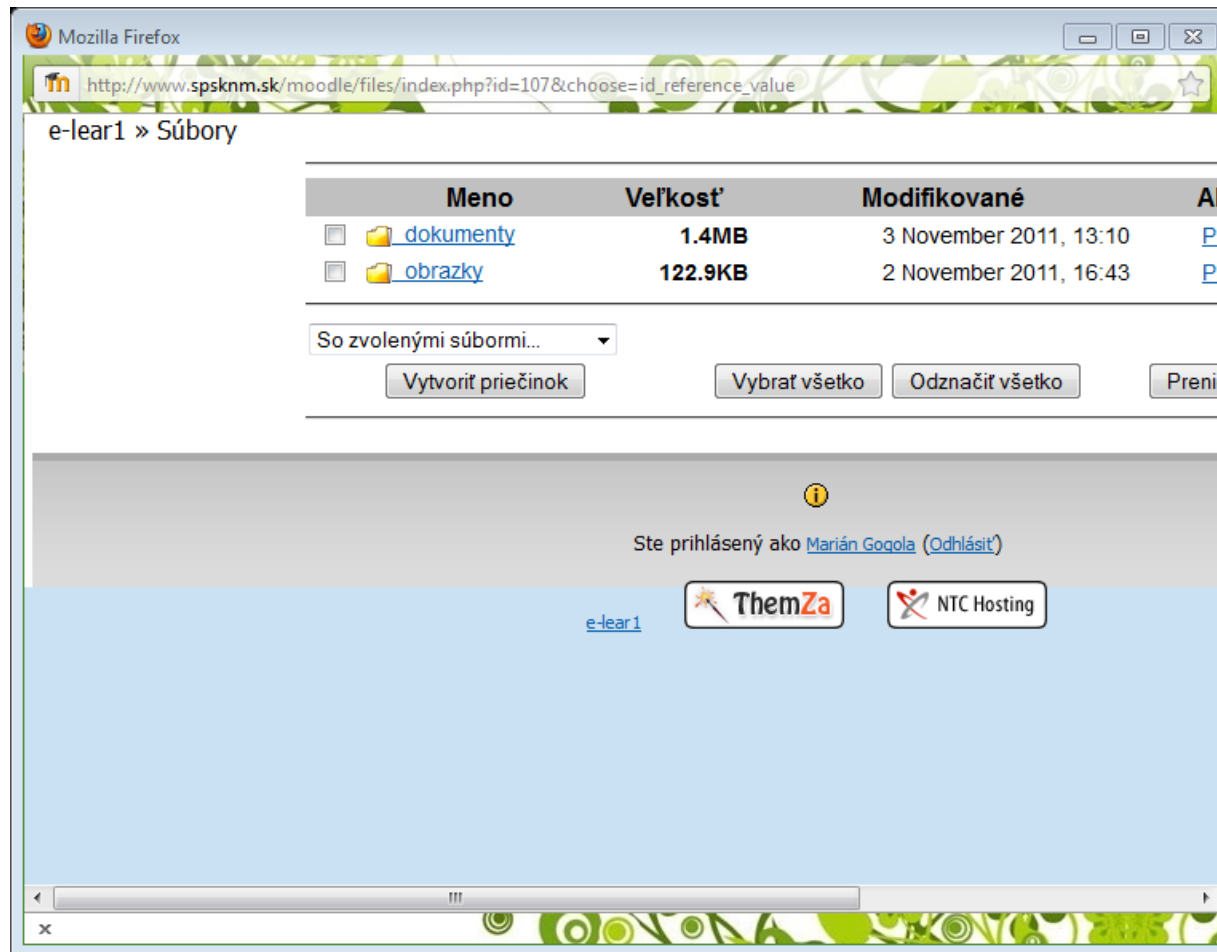 Mozilla Firefox
http://www.spsknm.sk/moodle/files/index.php?id=107&choose=id_reference_value
e-lear1 » Súbory
Meno Veľkosť Modifikované
dokumenty 1.4MB 3 November 2011, 13:10 P
obrazky 122.9KB 2 November 2011, 16:43 P
So zvolenými súbormi...
Vytvoriť priečinok Vybrať všetko Odznačiť všetko Preni
Ste prihlásený ako Marián Gogola (Odhlásiť)
e-lear1 ThemZa NTC Hosting